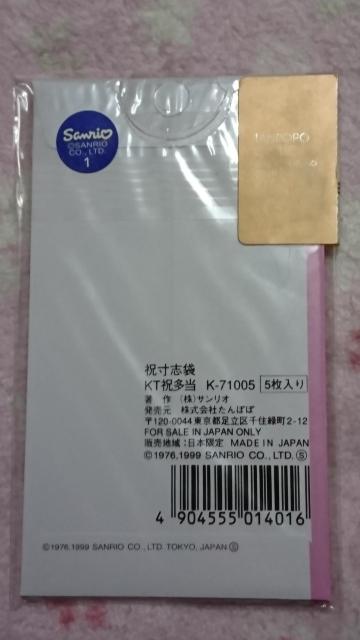 Sanrio
©SANRIO
CO., LTD.
1
TANPOPO
祝寸志袋
KT祝多当 K-71005 5枚入り
著 作 (株)サンリオ
発売元 株式会社たんぽぽ
〒120-0044 東京都足立区千住緑町2-12
FOR SALE IN JAPAN ONLY
販売地域:日本限定 MADE IN JAPAN
©1976,1999 SANRIO CO., LTD. Ⓢ
4 904555 014016
©1976,1999 SANRIO CO., LTD. TOKYO, JAPAN Ⓢ